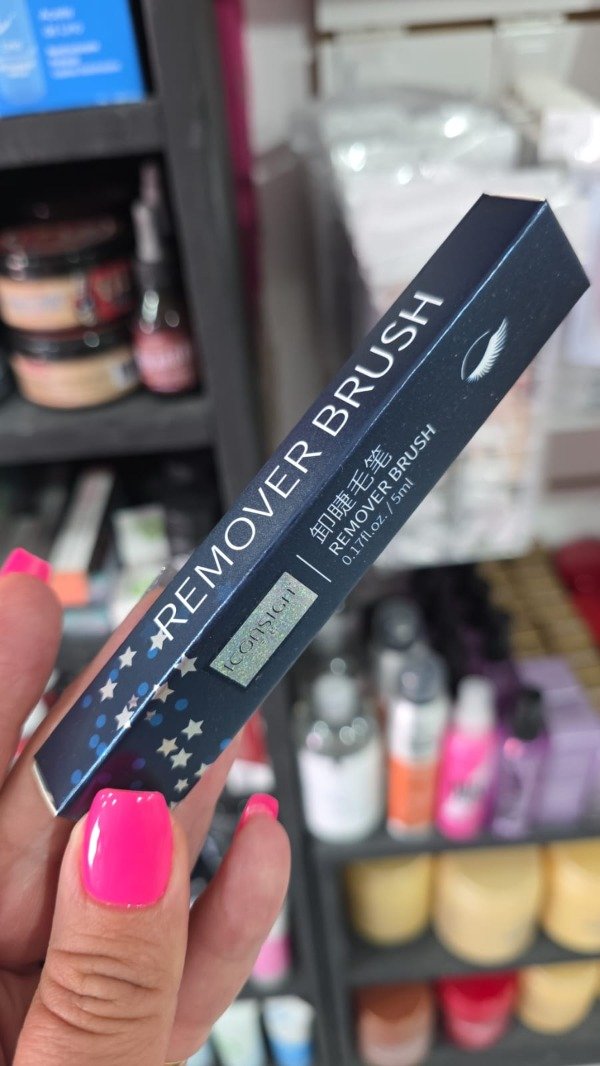 REMOVER BRUSH
卸睫毛笔
REMOVER BRUSH
0.17fl.oz. / 5ml
ICONSIGN